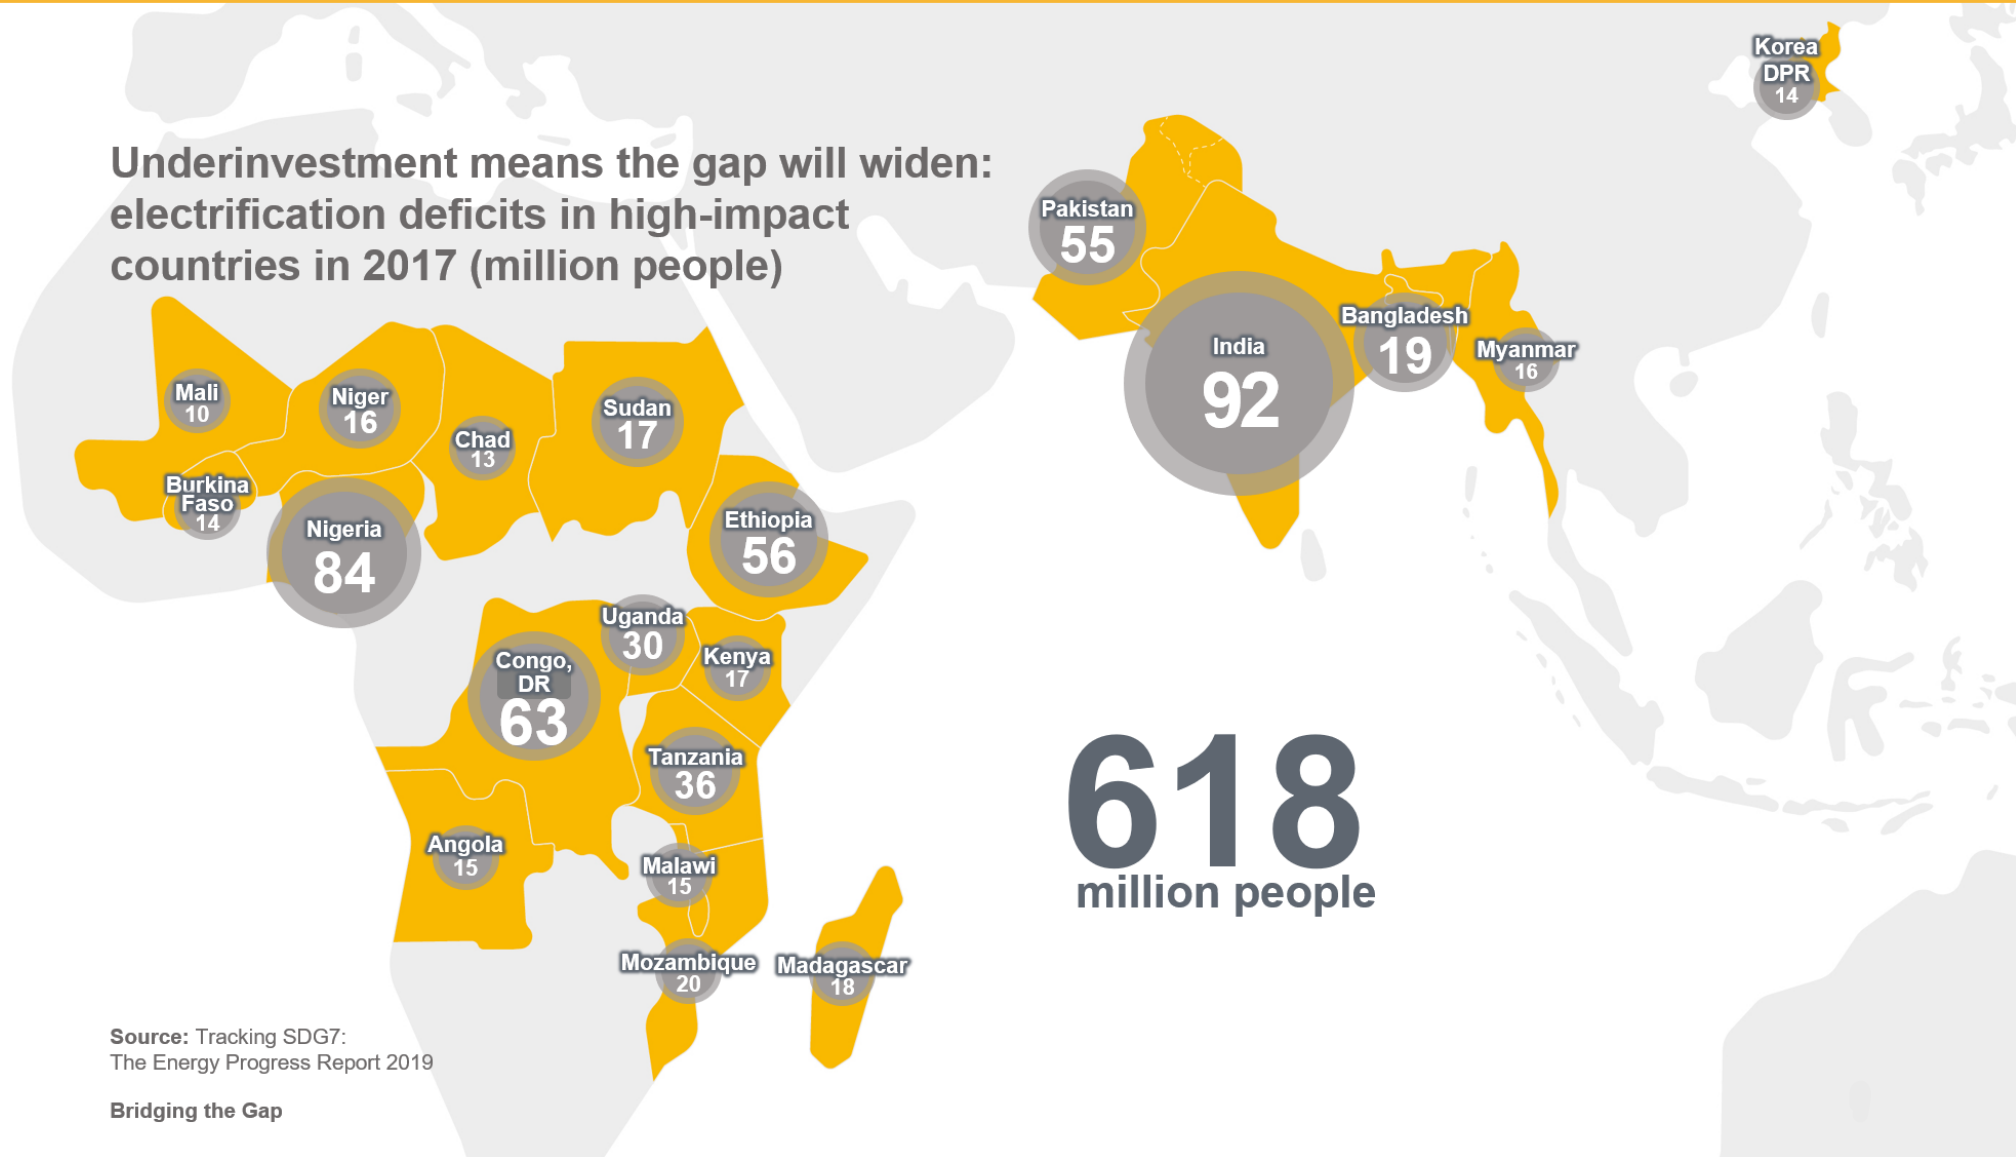 Underinvestment means the gap will widen:
electrification deficits in high-impact
countries in 2017 (million people)
Korea
DPR
14
Pakistan
55
India
92
Bangladesh
19
Myanmar
16
Mali
10
Niger
16
Chad
13
Sudan
17
Burkina
Faso
14
Nigeria
84
Ethiopia
56
Uganda
30
Kenya
17
Congo,
DR
63
Tanzania
36
Angola
15
Malawi
15
Mozambique
20
Madagascar
18
618
million people
Source: Tracking SDG7:
The Energy Progress Report 2019
Bridging the Gap